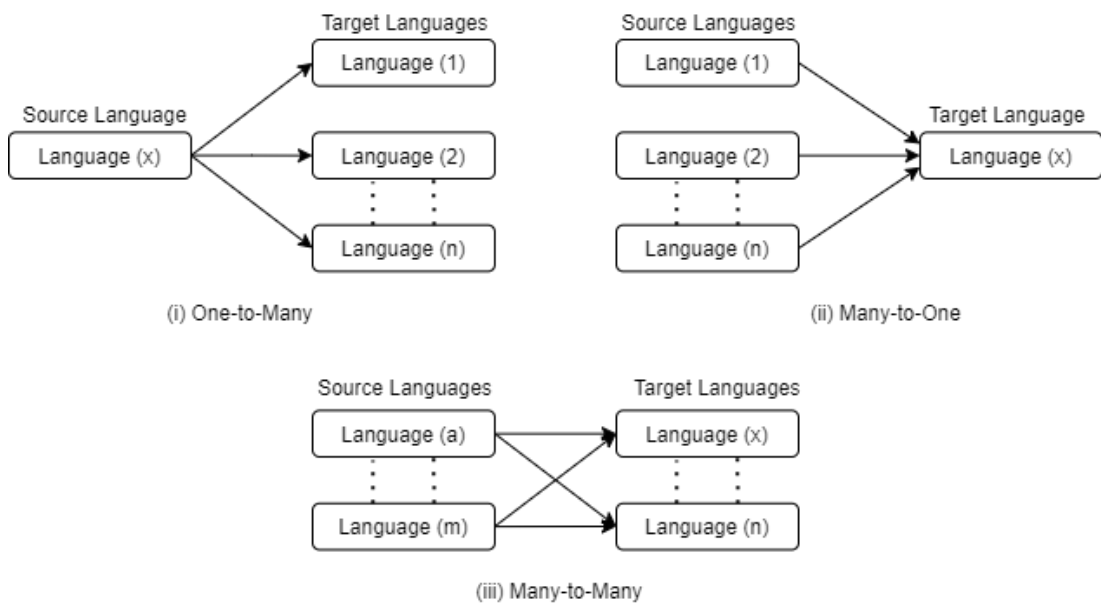 Target Languages
Language (1)
Source Language
Language (x)
Language (2)
Language (n)
(i) One-to-Many
Source Languages
Language (1)
Target Language
Language (2)
Language (x)
Language (n)
(ii) Many-to-One
Source Languages
Target Languages
Language (a)
Language (x)
Language (m)
Language (n)
(iii) Many-to-Many